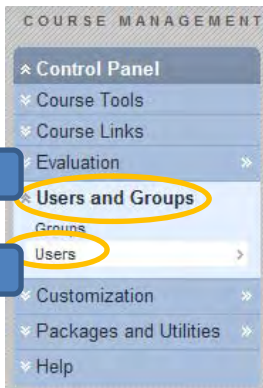 COURSE MANAGEMENT
Control Panel
Course Tools
Course Links
Evaluation
Users and Groups
Groups
Users
Customization
Packages and Utilities
Help